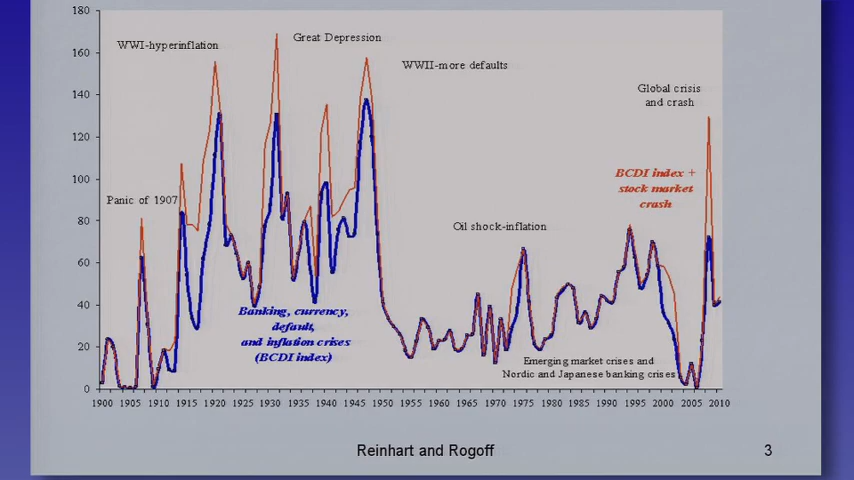 180
160
140
120
100
80
60
40
20
0
WWI-hyperinflation
Great Depression
WWII-more defaults
Global crisis
and crash
BCDI index +
stock market
crash
Panic of 1907
Oil shock-inflation
Banking, currency,
default,
and inflation crises
(BCDI index)
Emerging market crises and
Nordic and Japanese banking crises
1900 1905 1910 1915 1920 1925 1930 1935 1940 1945 1950 1955 1960 1965 1970 1975 1980 1985 1990 1995 2000 2005 2010
Reinhart and Rogoff
3